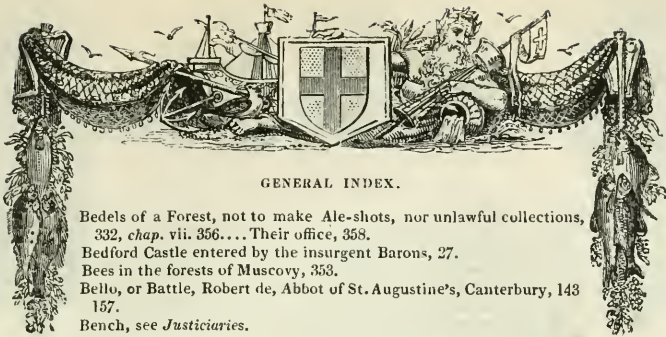 GENERAL INDEX.
Bedels of a Forest, not to make Ale-shots, nor unlawful collections,
332, chap. vii. 356.... Their office, 358.
Bedford Castle entered by the insurgent Barons, 27.
Bees in the forests of Muscovy, 353.
Bello, or Battle, Robert de, Abbot of St. Augustine's, Canterbury, 143
157.
Bench, see Justiciaries.